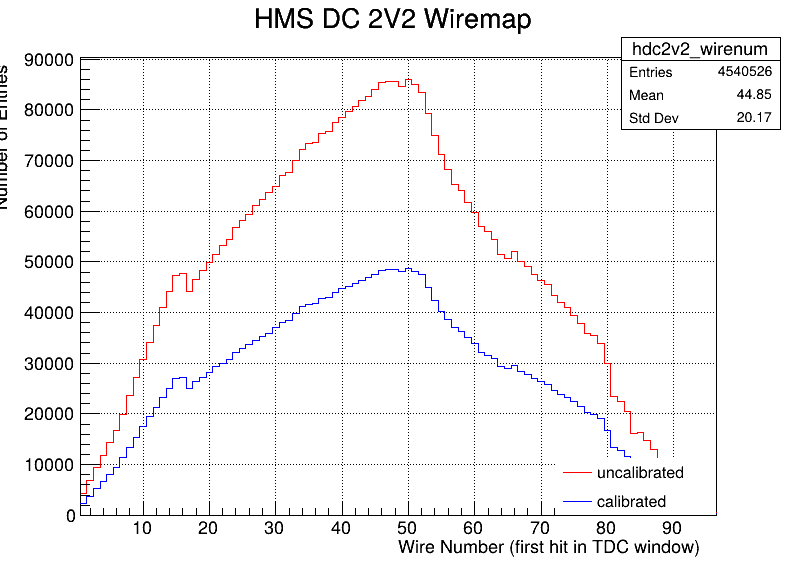 HMS DC 2V2 Wiremap
hdc2v2_wirenum
Entries 4540526
Mean 44.85
Std Dev 20.17
Number of Entries
90000
80000
70000
60000
50000
40000
30000
20000
10000
0
10 20 30 40 50 60 70 80 90
uncalibrated
calibrated
Wire Number (first hit in TDC window)